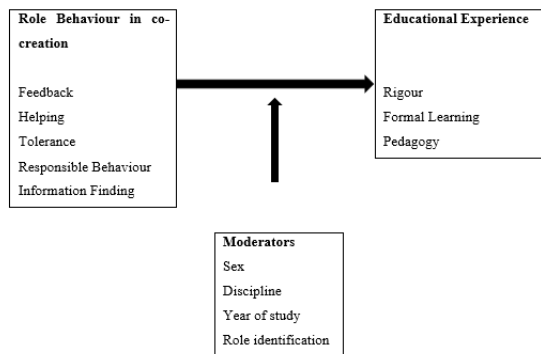 Role Behaviour in co-
creation
Feedback
Helping
Tolerance
Responsible Behaviour
Information Finding
Educational Experience
Rigour
Formal Learning
Pedagogy
Moderators
Sex
Discipline
Year of study
Role identification